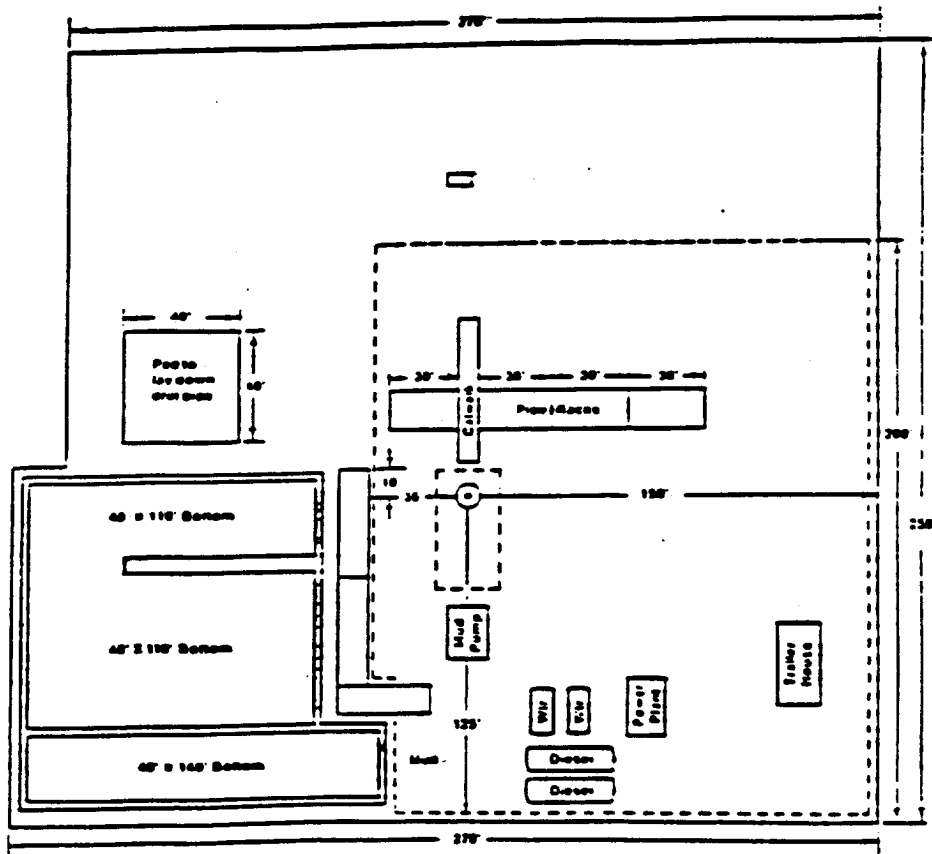 270'
40'
Pad to
lay down
drill pipe
30'
30'
30'
30'
Catwalk
Pipe Racks
200'
10
35
150'
40' X 110' Bottom
40' X 110' Bottom
Mud
Pump
Trailer
House
Wtr
Wtr
Power
Plant
125'
40' X 140' Bottom
Mud
Diesel
Diesel
270'